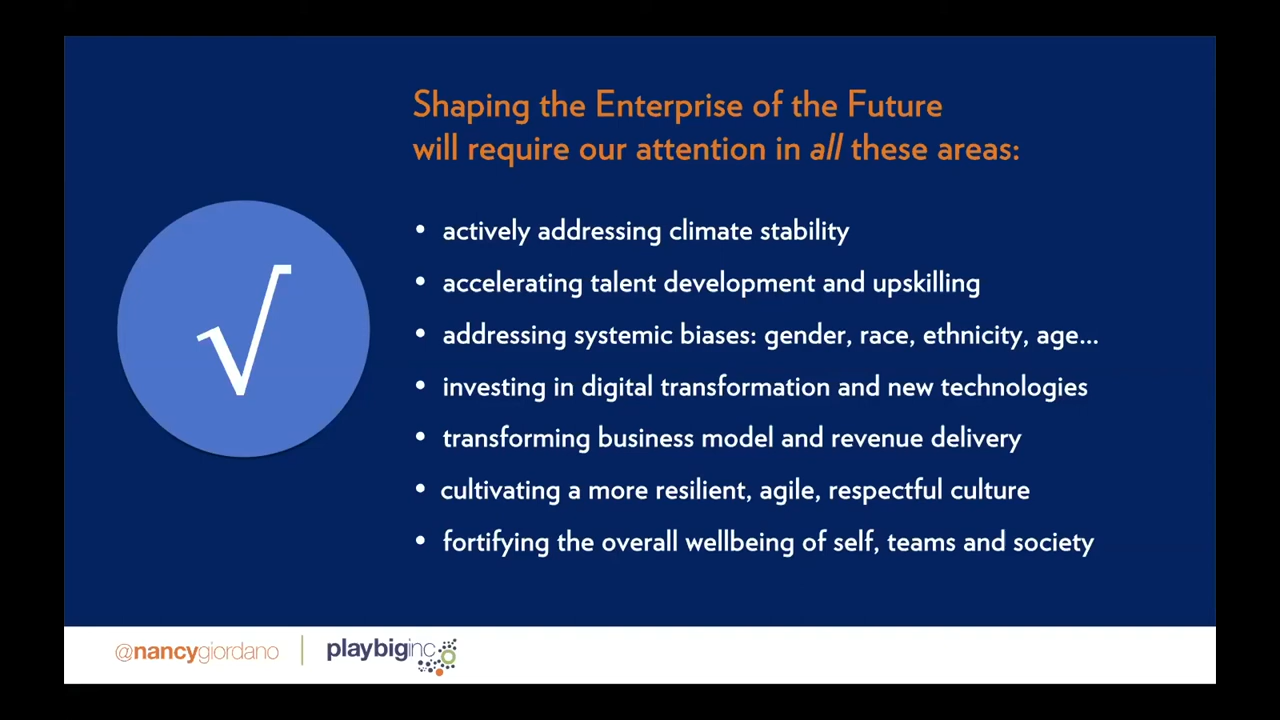 Shaping the Enterprise of the Future
will require our attention in all these areas:
√
• actively addressing climate stability
• accelerating talent development and upskilling
• addressing systemic biases: gender, race, ethnicity, age...
• investing in digital transformation and new technologies
• transforming business model and revenue delivery
• cultivating a more resilient, agile, respectful culture
• fortifying the overall wellbeing of self, teams and society
@nancygiordano | playbiginc